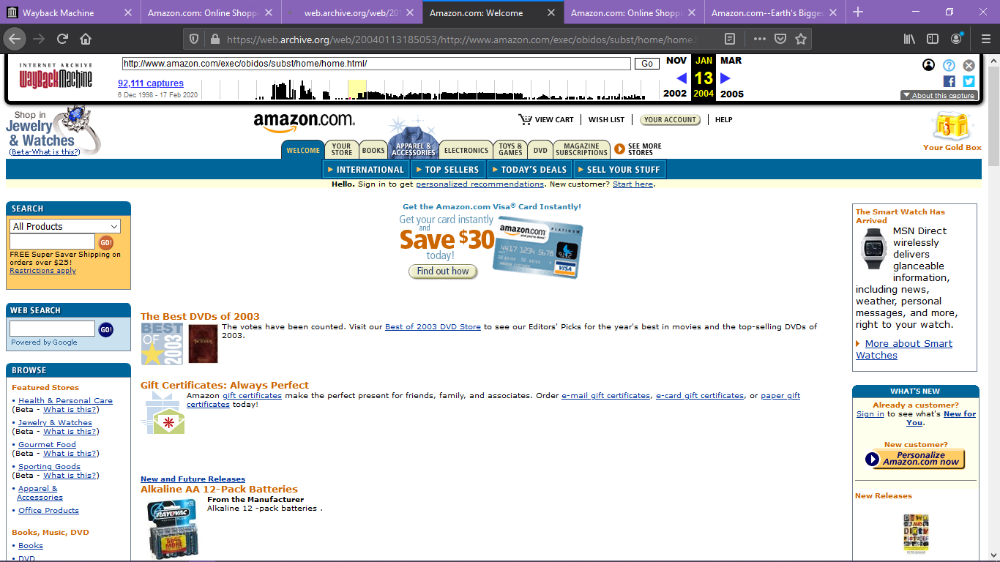 Wayback Machine
Amazon.com: Online Shoppi
web.archive.org/web/201
Amazon.com: Welcome
Amazon.com: Online Shoppi
Amazon.com--Earth's Bigges
https://web.archive.org/web/20040113185053/http://www.amazon.com/exec/obidos/subst/home/home.h
INTERNET ARCHIVE
WayBackMachine
http://www.amazon.com/exec/obidos/subst/home/home.html/
Go
92,111 captures
6 Dec 1998 - 17 Feb 2020
NOV JAN MAR
13
2002 2004 2005
About this capture
Shop in
Jewelry
& Watches
(Beta-What is this?)
amazon.com.
VIEW CART
WISH LIST
YOUR ACCOUNT
HELP
Your Gold Box
WELCOME
YOUR
STORE
BOOKS
APPAREL &
ACCESSORIES
ELECTRONICS
TOYS &
GAMES
DVD
MAGAZINE
SUBSCRIPTIONS
SEE MORE
STORES
INTERNATIONAL
TOP SELLERS
TODAY'S DEALS
SELL YOUR STUFF
Hello. Sign in to get personalized recommendations. New customer? Start here.
SEARCH
All Products
GO!
FREE Super Saver Shipping on
orders over $25!
Restrictions apply
WEB SEARCH
GO!
Powered by Google
BROWSE
Featured Stores
• Health & Personal Care
(Beta - What is this?)
• Jewelry & Watches
(Beta - What is this?)
• Gourmet Food
(Beta - What is this?)
• Sporting Goods
(Beta - What is this?)
• Apparel &
Accessories
• Office Products
Books, Music, DVD
• Books
• DVD
Get the Amazon.com Visa® Card Instantly!
Get your card instantly
and
Save $30
today!
Find out how
PLATINUM
amazon.com
and you're done.
4417 1234 5678
VISA
The Best DVDs of 2003
BEST
OF
2003
The votes have been counted. Visit our Best of 2003 DVD Store to see our Editors' Picks for the year's best in movies and the top-selling DVDs of
2003.
Gift Certificates: Always Perfect
Amazon gift certificates make the perfect present for friends, family, and associates. Order e-mail gift certificates, e-card gift certificates, or paper gift
certificates today!
New and Future Releases
Alkaline AA 12-Pack Batteries
From the Manufacturer
Alkaline 12 -pack batteries .
RAYOVAC
50%
MORE
The Smart Watch Has
Arrived
MSN Direct
wirelessly
delivers
glanceable
information,
including news,
weather, personal
messages, and more,
right to your watch.
More about Smart
Watches
WHAT'S NEW
Already a customer?
Sign in to see what's New for
You.
New customer?
Personalize
Amazon.com now
New Releases
DOWN
AND
DIRTY
PICTURES